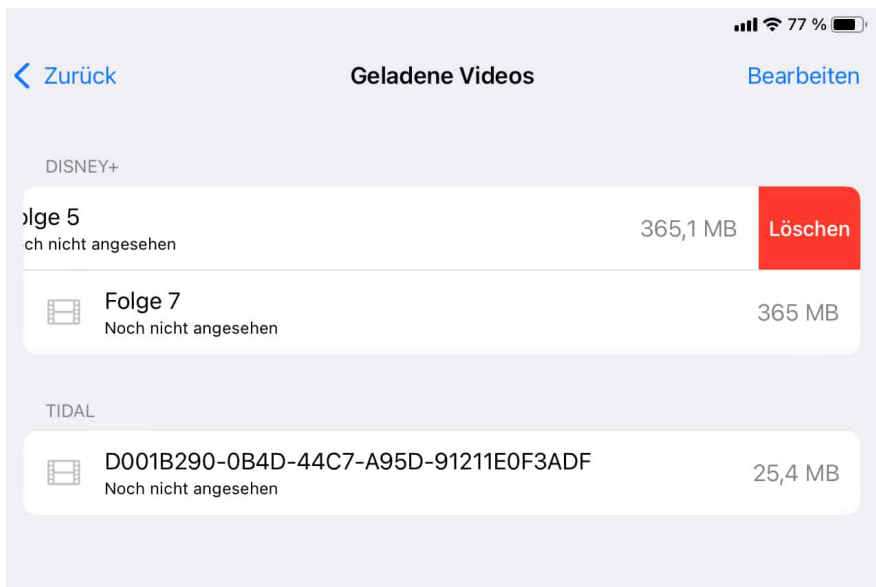 77 %
Zurück
Geladene Videos
Bearbeiten
DISNEY+
olge 5
ch nicht angesehen
365,1 MB
Löschen
Folge 7
Noch nicht angesehen
365 MB
TIDAL
D001B290-0B4D-44C7-A95D-91211E0F3ADF
Noch nicht angesehen
25,4 MB